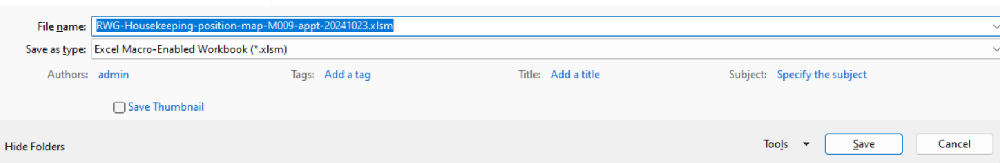 File name: RWG-Housekeeping-position-map-M009-appt-20241023.xlsm
Save as type: Excel Macro-Enabled Workbook (*.xlsm)
Authors: admin Tags: Add a tag Title: Add a title Subject: Specify the subject
Save Thumbnail
Hide Folders Tools Save Cancel